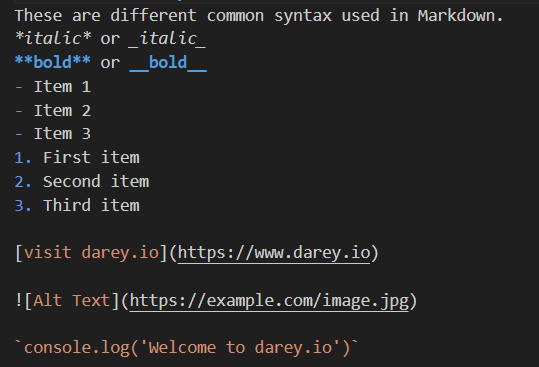 These are different common syntax used in Markdown.
*italic* or _italic_
**bold** or __bold__
- Item 1
- Item 2
- Item 3
1. First item
2. Second item
3. Third item
[visit darey.io](https://www.darey.io)
![Alt Text](https://example.com/image.jpg)
`console.log('Welcome to darey.io')`